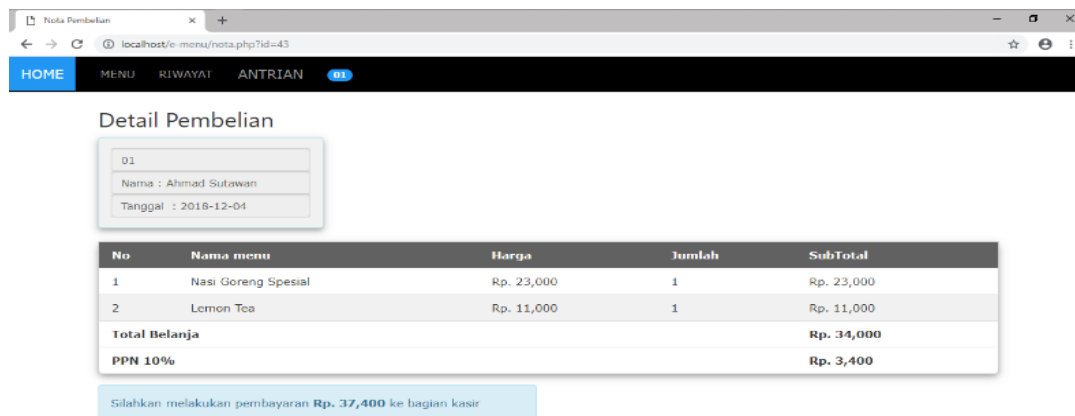 Nota Pembelian
localhost/e-menu/nota.php?id=43
HOME MENU RIWAYAT ANTRIAN 01
Detail Pembelian
01
Nama : Ahmad Sutawan
Tanggal : 2018-12-04
No Nama menu Harga Jumlah SubTotal
1 Nasi Goreng Spesial Rp. 23,000 1 Rp. 23,000
2 Lemon Tea Rp. 11,000 1 Rp. 11,000
Total Belanja Rp. 34,000
PPN 10% Rp. 3,400
Silahkan melakukan pembayaran Rp. 37,400 ke bagian kasir